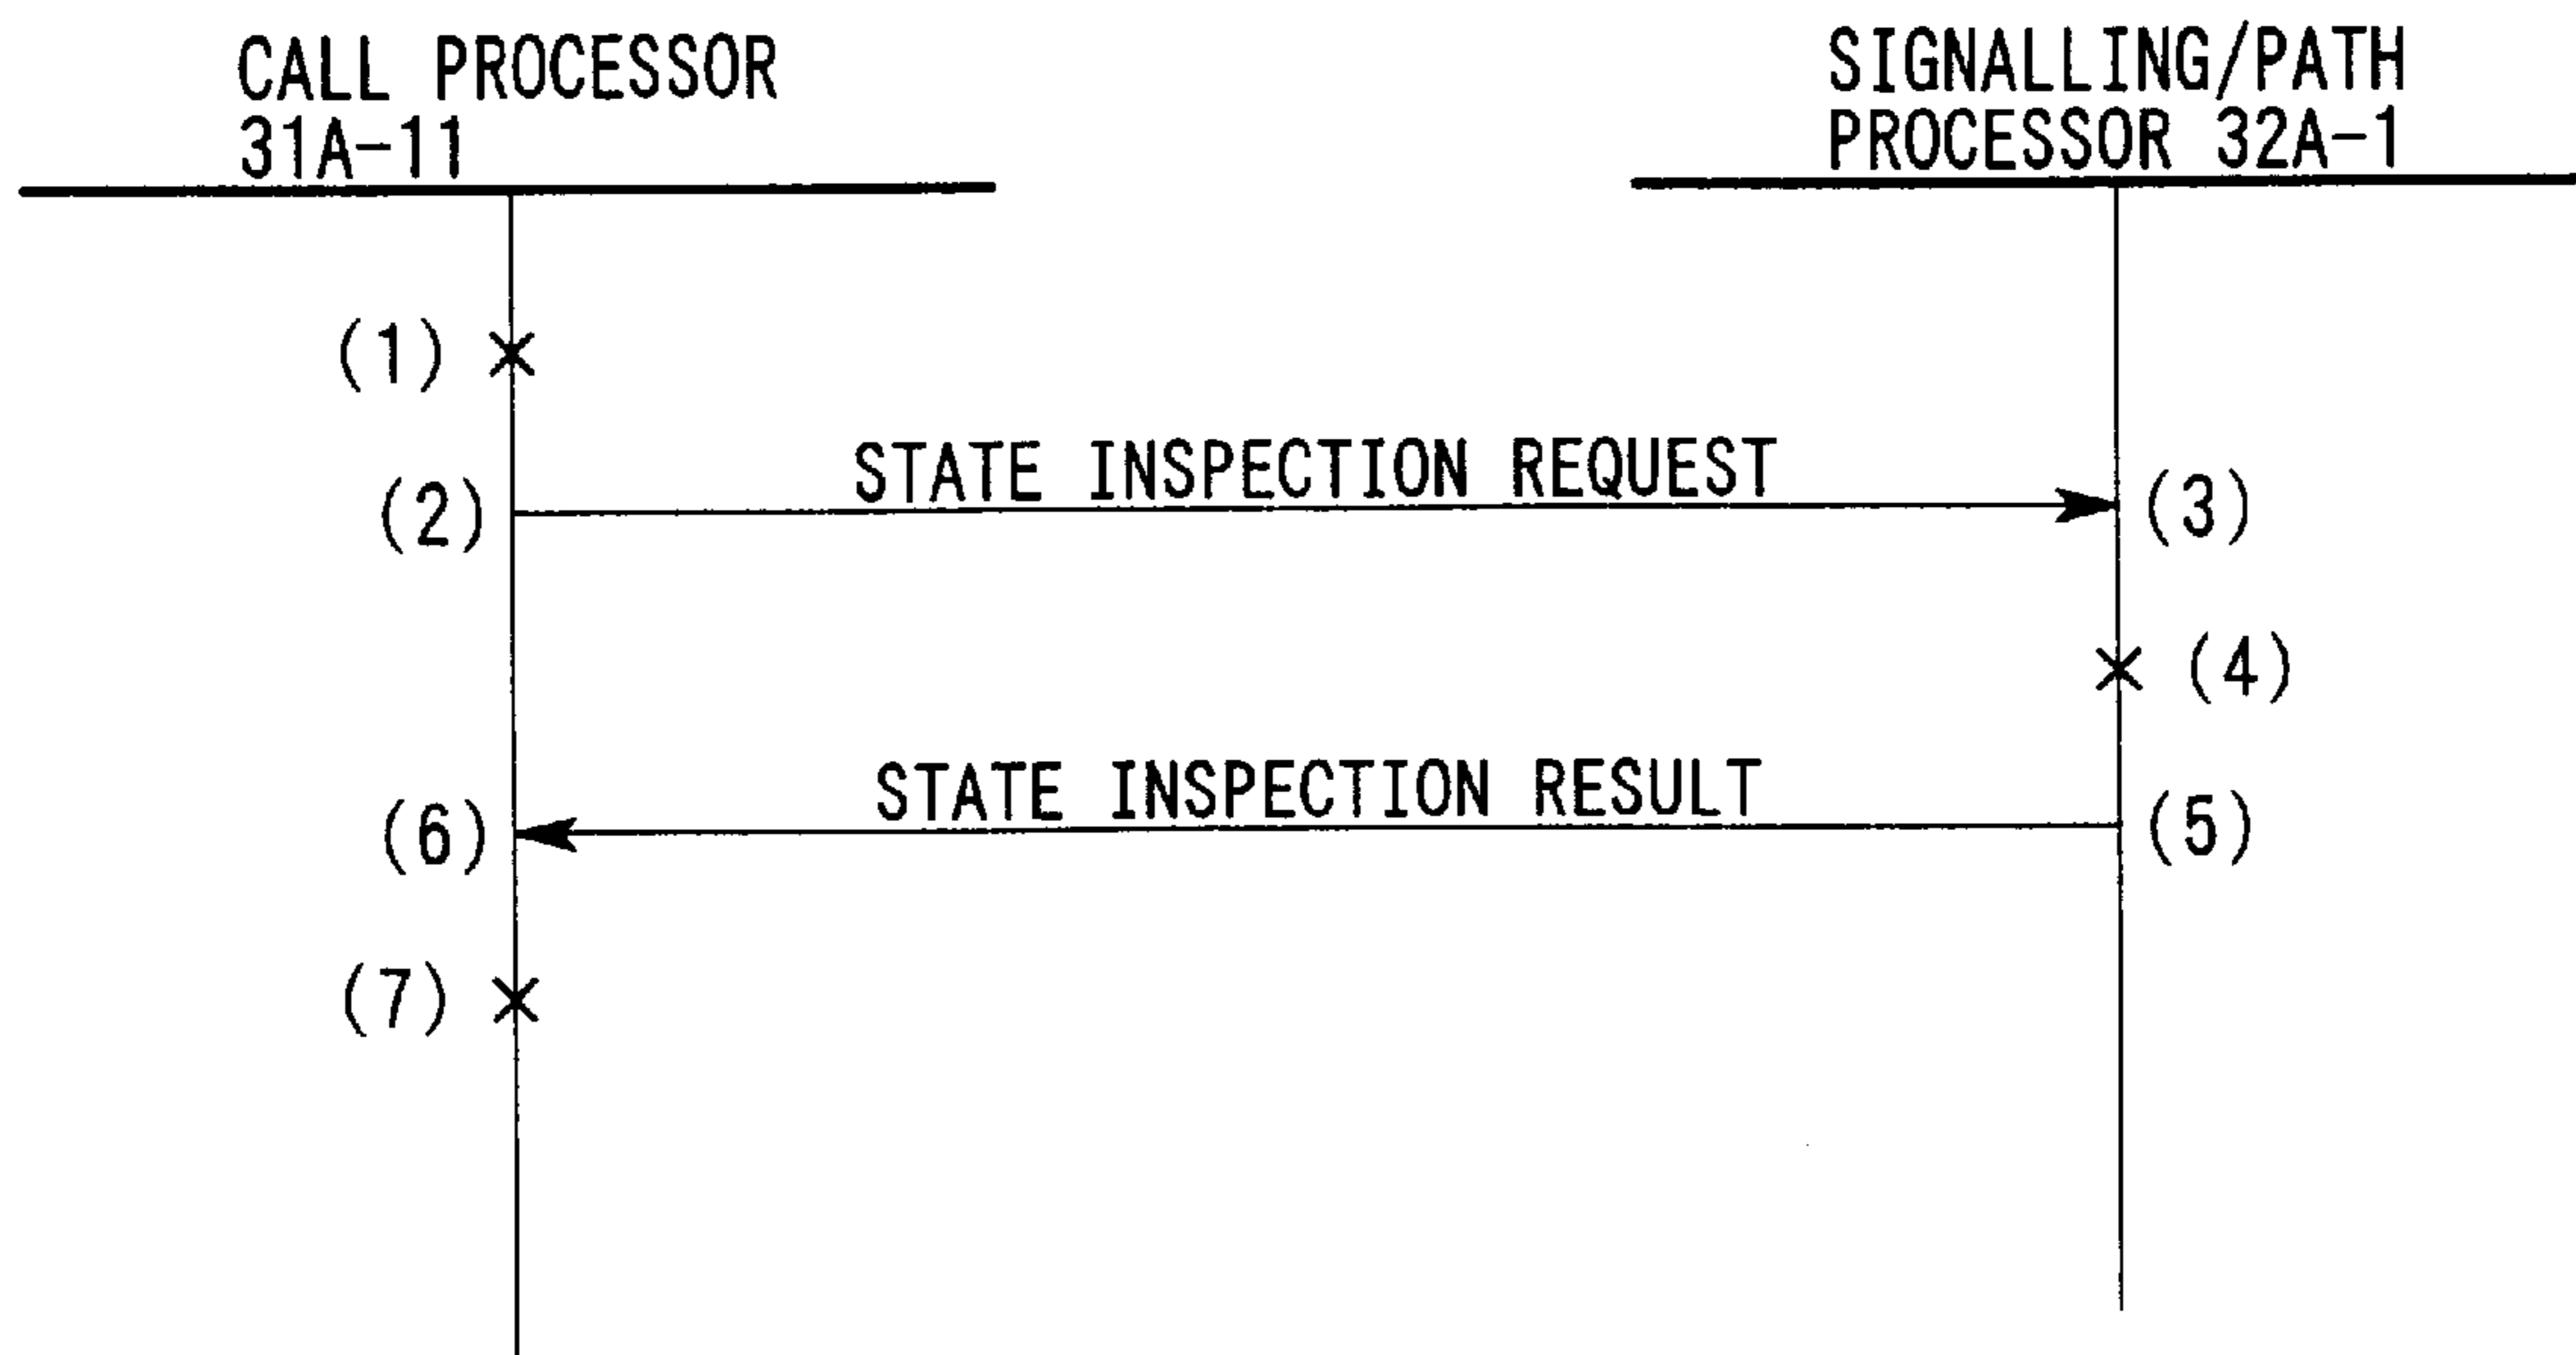 CALL PROCESSOR
31A-11
SIGNALLING/PATH
PROCESSOR 32A-1
(1)
STATE INSPECTION REQUEST
(2)
(3)
(4)
STATE INSPECTION RESULT
(6)
(5)
(7)